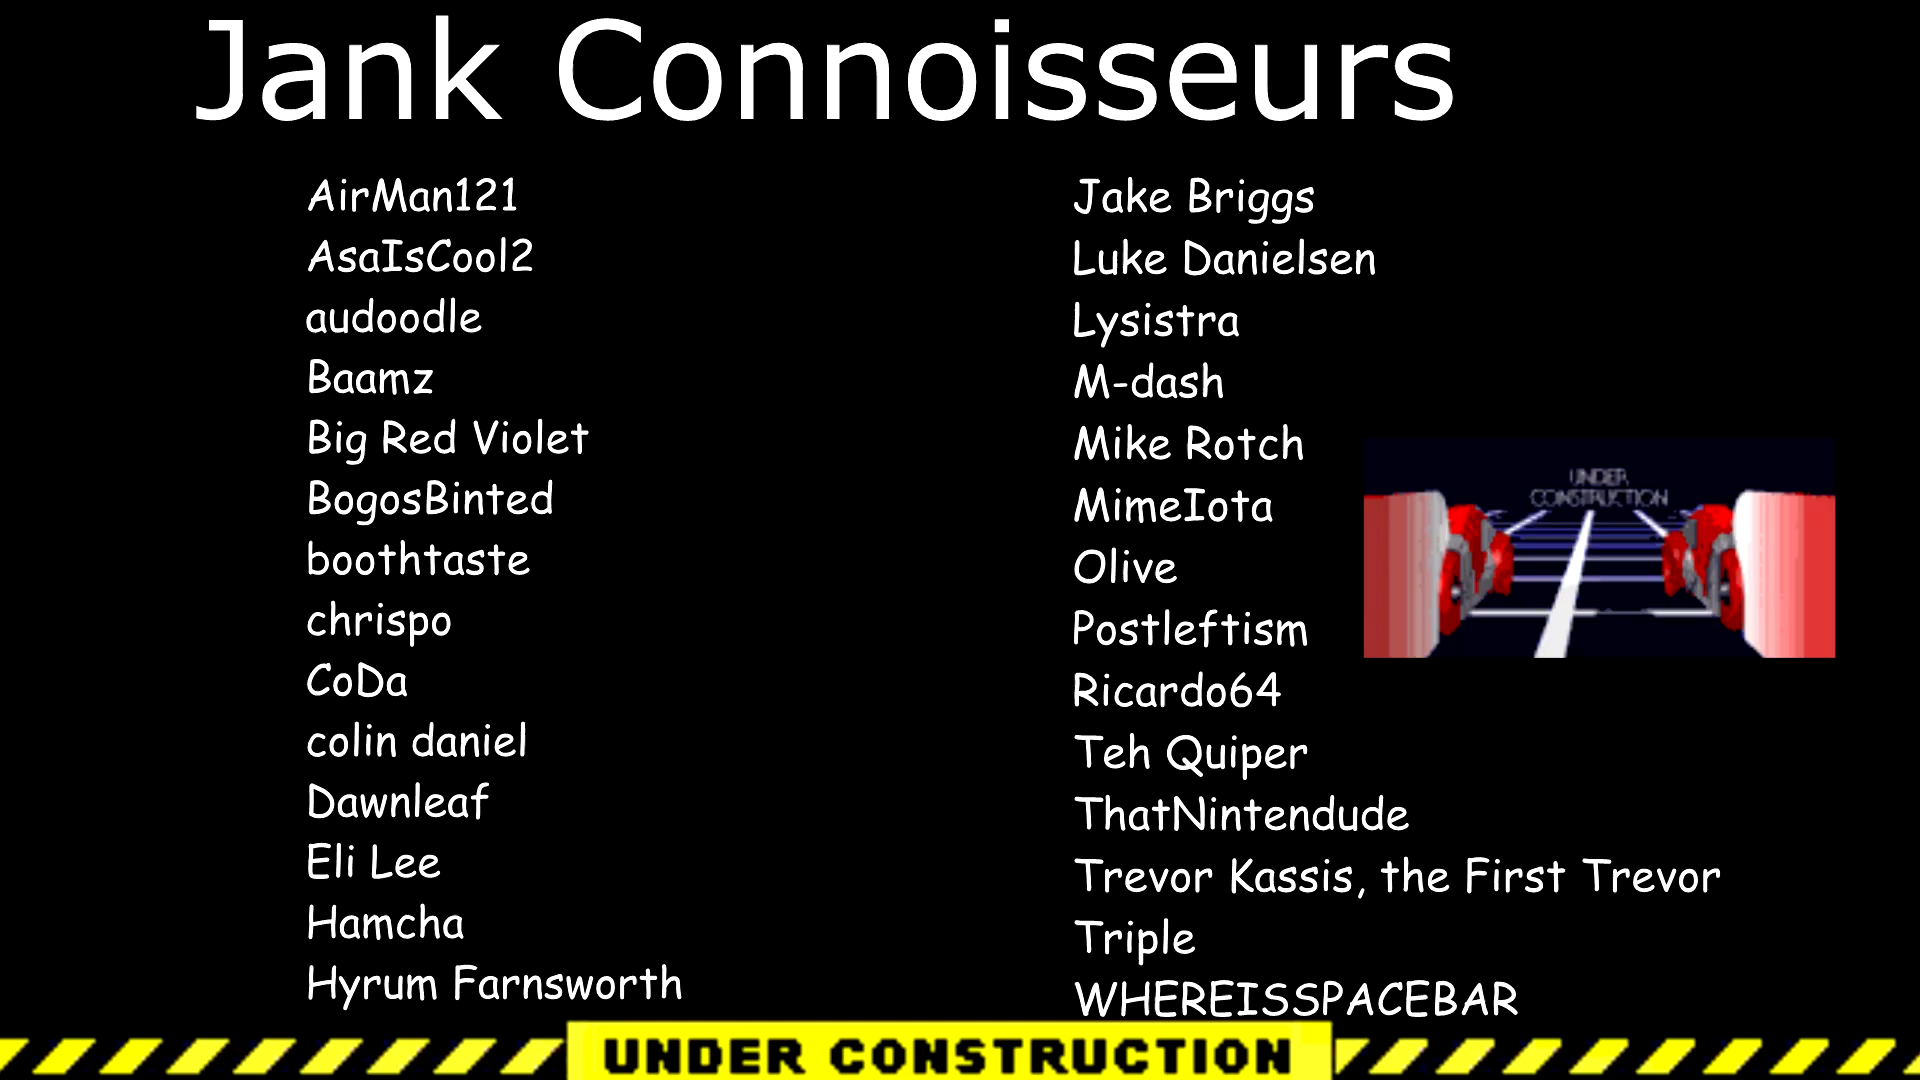 Jank Connoisseurs
AirMan121
AsaIsCool2
audoodle
Baamz
Big Red Violet
BogosBinted
boothtaste
chrispo
CoDa
colin daniel
Dawnleaf
Eli Lee
Hamcha
Hyrum Farnsworth
Jake Briggs
Luke Danielsen
Lysistra
M-dash
Mike Rotch
MimeIota
Olive
Postleftism
Ricardo64
Teh Quiper
ThatNintendude
Trevor Kassis, the First Trevor
Triple
WHEREISSPACEBAR
UNDER
CONSTRUCTION
UNDER CONSTRUCTION